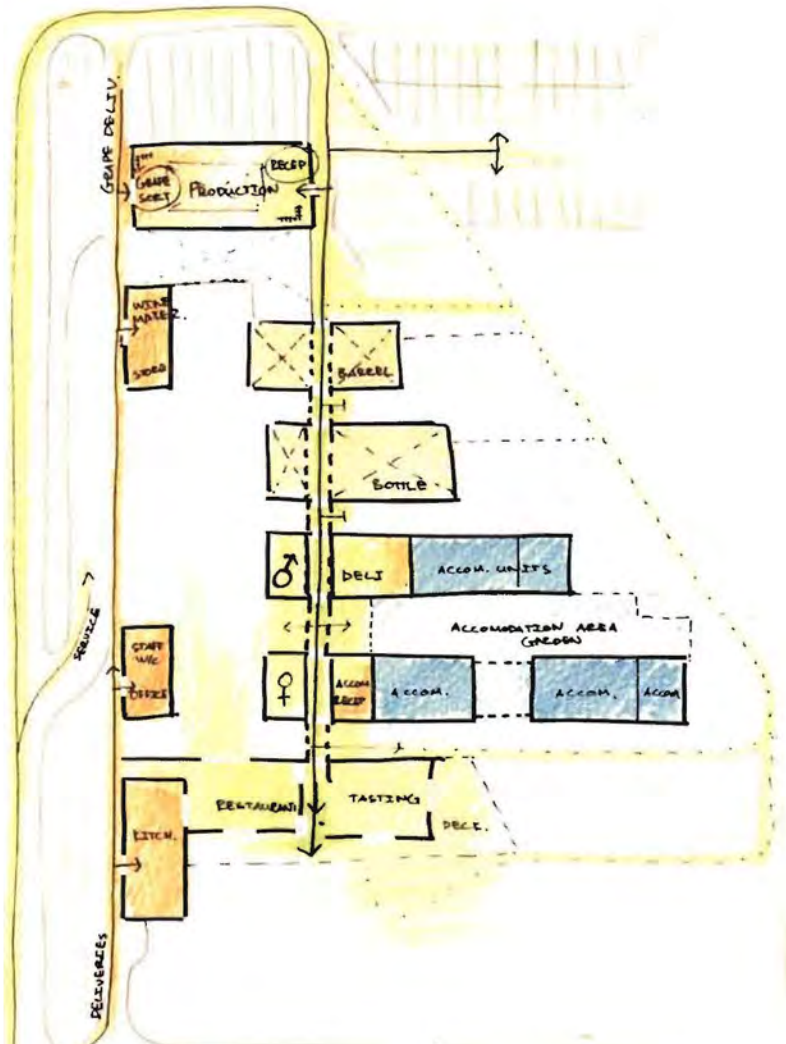 GRAPE DELIV.
GRAPE
SORT
PRODUCTION
RECEP
WINE
MATER.
STORE
BARREL
BOTTLE
DELI
ACCOM. UNITS
ACCOMODATION AREA
GARDEN
SERVICE
STAFF
W/C
OFFICE
ACCOM
RECEP
ACCOM.
ACCOM.
ACCOM
RESTAURANT
TASTING
KITCH.
DECK.
DELIVERIES